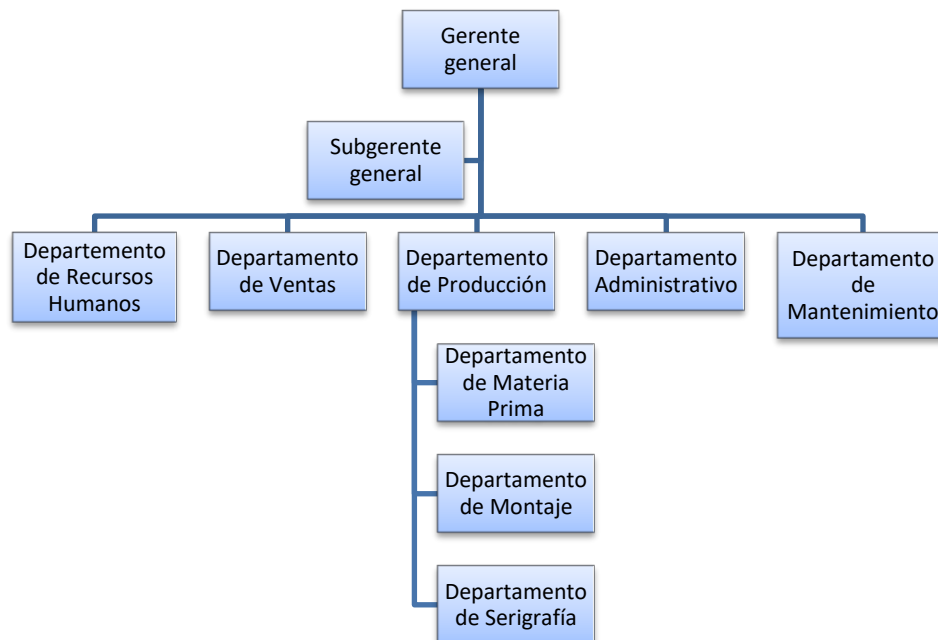 Gerente
general
Subgerente
general
Departemento
de Recursos
Humanos
Departamento
de Ventas
Departemento
de Producción
Departamento
Administrativo
Departamento
de
Mantenimiento
Departamento
de Materia
Prima
Departamento
de Montaje
Departamento
de Serigrafía